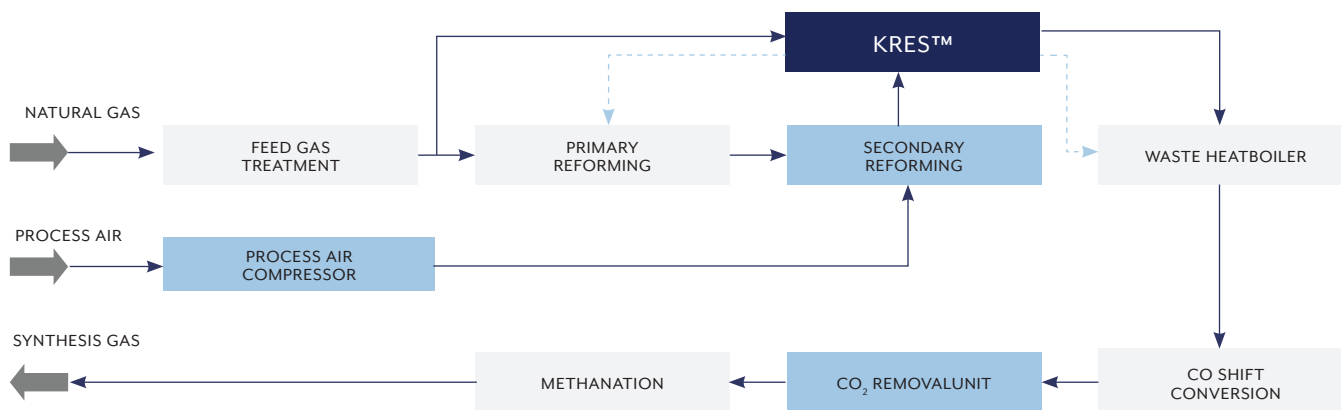 KRES™
NATURAL GAS
FEED GAS
TREATMENT
PRIMARY
REFORMING
SECONDARY
REFORMING
WASTE HEATBOILER
PROCESS AIR
PROCESS AIR
COMPRESSOR
SYNTHESIS GAS
METHANATION
CO₂ REMOVALUNIT
CO SHIFT
CONVERSION